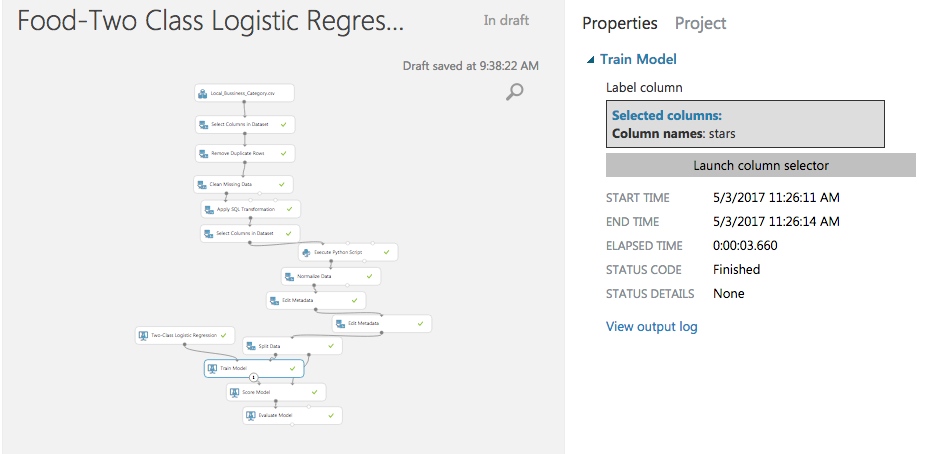 Food-Two Class Logistic Regres...
In draft
Draft saved at 9:38:22 AM
Local_Bussiness_Category.csv
Select Columns in Dataset
Remove Duplicate Rows
Clean Missing Data
Apply SQL Transformation
Select Columns in Dataset
Execute Python Script
Normalize Data
Edit Metadata
Edit Metadata
Two-Class Logistic Regression
Split Data
Train Model
1
Score Model
Evaluate Model
Properties Project
Train Model
Label column
Selected columns:
Column names: stars
Launch column selector
START TIME 5/3/2017 11:26:11 AM
END TIME 5/3/2017 11:26:14 AM
ELAPSED TIME 0:00:03.660
STATUS CODE Finished
STATUS DETAILS None
View output log